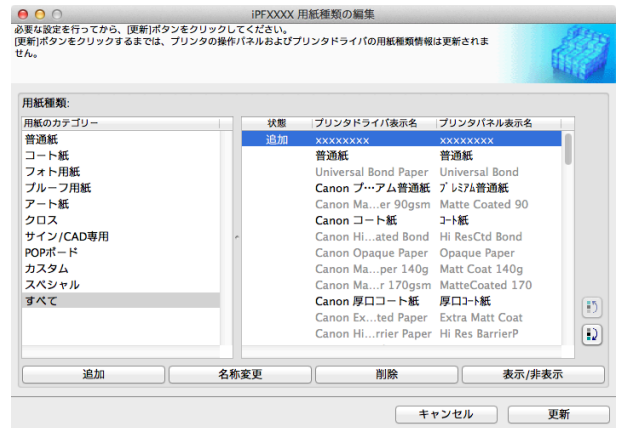 iPFXXXX 用紙種類の編集
必要な設定を行ってから、[更新]ボタンをクリックしてください。
[更新]ボタンをクリックするまでは、プリンタの操作パネルおよびプリンタドライバの用紙種類情報は更新されま
せん。
用紙種類:
用紙のカテゴリー
普通紙
コート紙
フォト用紙
プルーフ用紙
アート紙
クロス
サイン/CAD専用
POPボード
カスタム
スペシャル
すべて
状態 プリンタドライバ表示名 プリンタパネル表示名
追加 xxxxxxxx xxxxxxxx
普通紙 普通紙
Universal Bond Paper Universal Bond
Canon プ…アム普通紙 プレミアム普通紙
Canon Ma...er 90gsm Matte Coated 90
Canon コート紙 コート紙
Canon Hi...ated Bond Hi ResCtd Bond
Canon Opaque Paper Opaque Paper
Canon Ma...per 140g Matt Coat 140g
Canon Ma...r 170gsm MatteCoated 170
Canon 厚口コート紙 厚口コート紙
Canon Ex...ted Paper Extra Matt Coat
Canon Hi...rrier Paper Hi Res BarrierP
追加 名称変更 削除 表示/非表示
キャンセル 更新